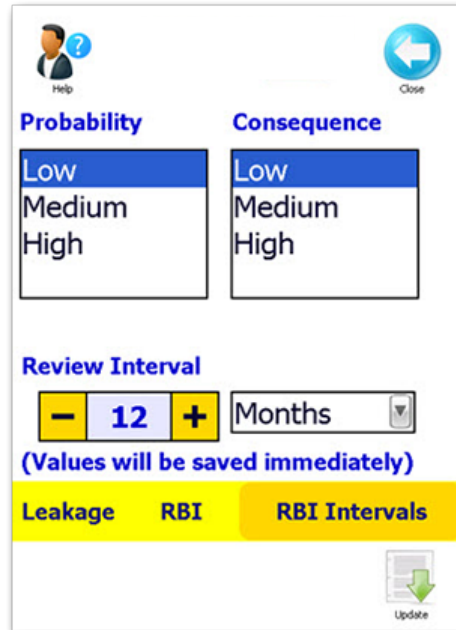 ?
Help
Close
Probability Consequence
Low Low
Medium Medium
High High
Review Interval
− 12 + Months
(Values will be saved immediately)
Leakage RBI RBI Intervals
Update